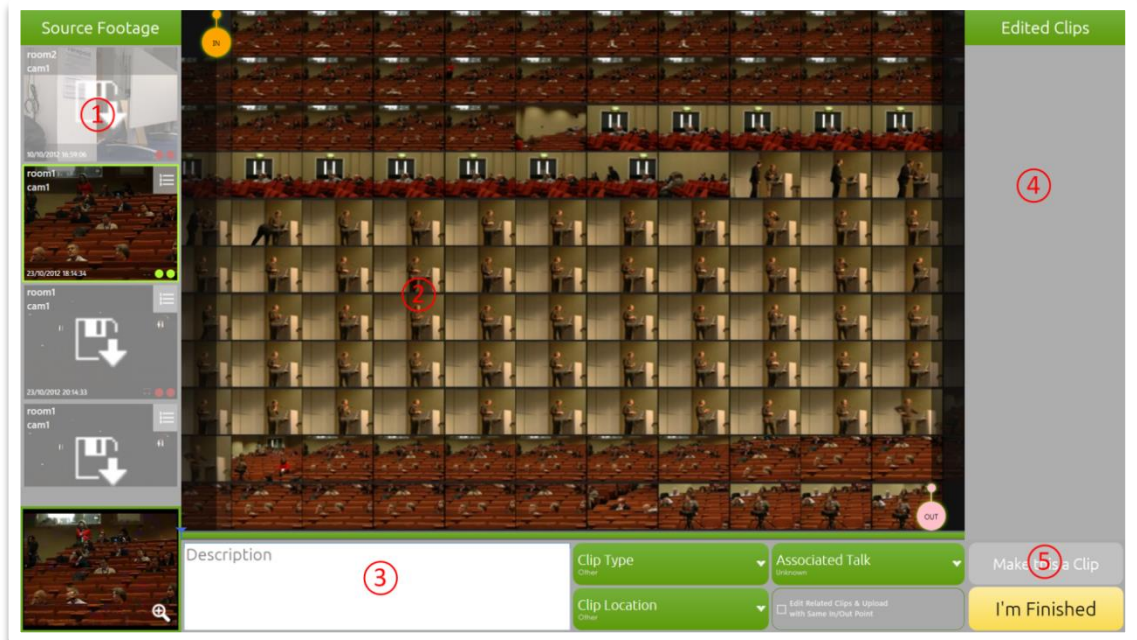 Source Footage
room2
cam1
①
10/10/2012 16:59:06
room1
cam1
23/10/2012 18:14:34
room1
cam1
23/10/2012 20:14:33
room1
cam1
IN
②
OUT
Edited Clips
④
Description
③
Clip Type
Other
Associated Talk
Unknown
Clip Location
Other
Edit Related Clips & Upload
with Same In/Out Point
⑤
Make this a Clip
I'm Finished